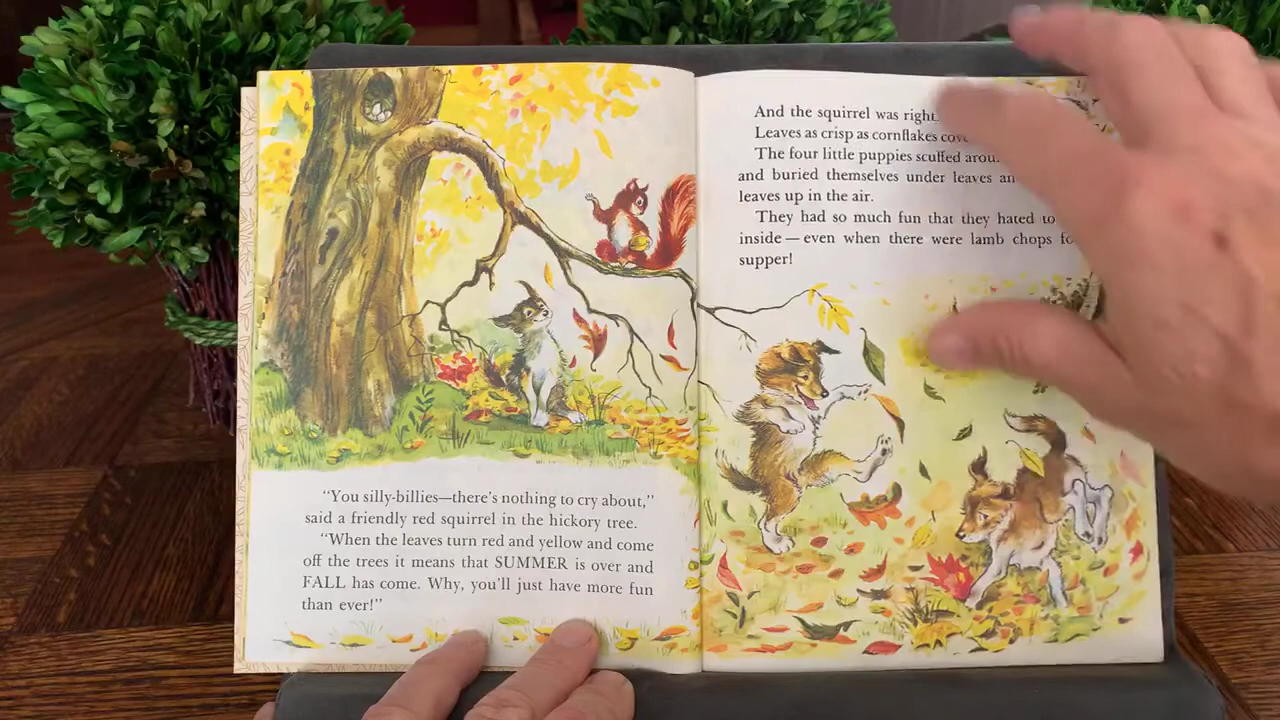 “You silly-billies—there’s nothing to cry about,”
said a friendly red squirrel in the hickory tree.
“When the leaves turn red and yellow and come
off the trees it means that SUMMER is over and
FALL has come. Why, you’ll just have more fun
than ever!”
And the squirrel was right.
Leaves as crisp as cornflakes
The four little puppies scuffed
and buried themselves under leaves
leaves up in the air.
They had so much fun that they hated to
inside — even when there were lamb chops
supper!